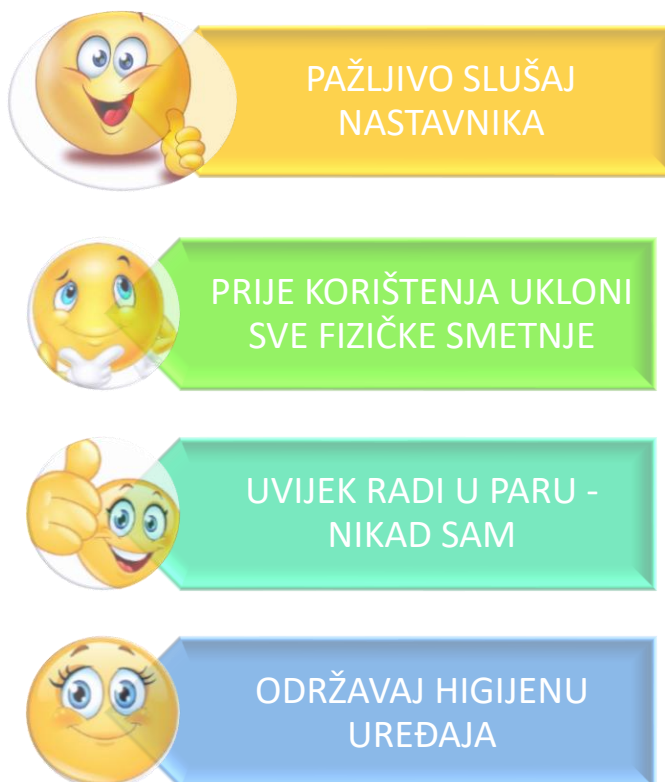 PAŽLJIVO SLUŠAJ
NASTAVNIKA
PRIJE KORIŠTENJA UKLONI
SVE FIZIČKE SMETNJE
UVIJEK RADI U PARU -
NIKAD SAM
ODRŽAVAJ HIGIJENU
UREĐAJA